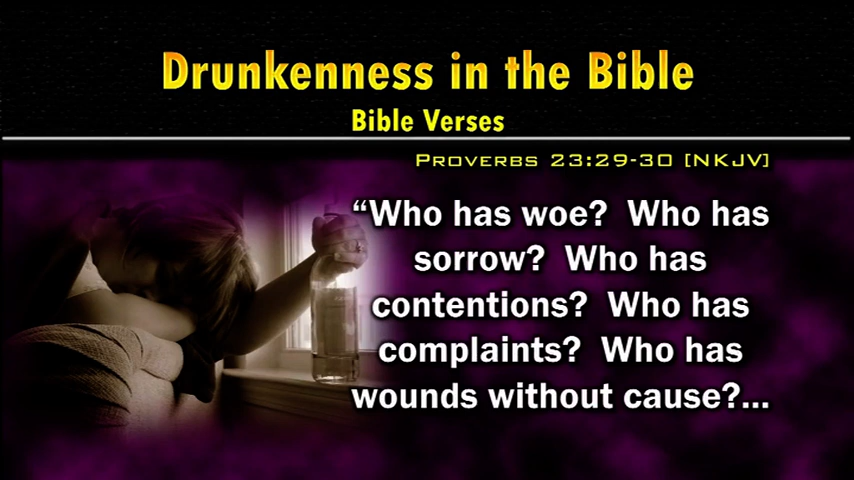 Drunkenness in the Bible
Bible Verses
Proverbs 23:29-30 [NKJV]
“Who has woe?  Who has
sorrow?  Who has
contentions?  Who has
complaints?  Who has
wounds without cause?...